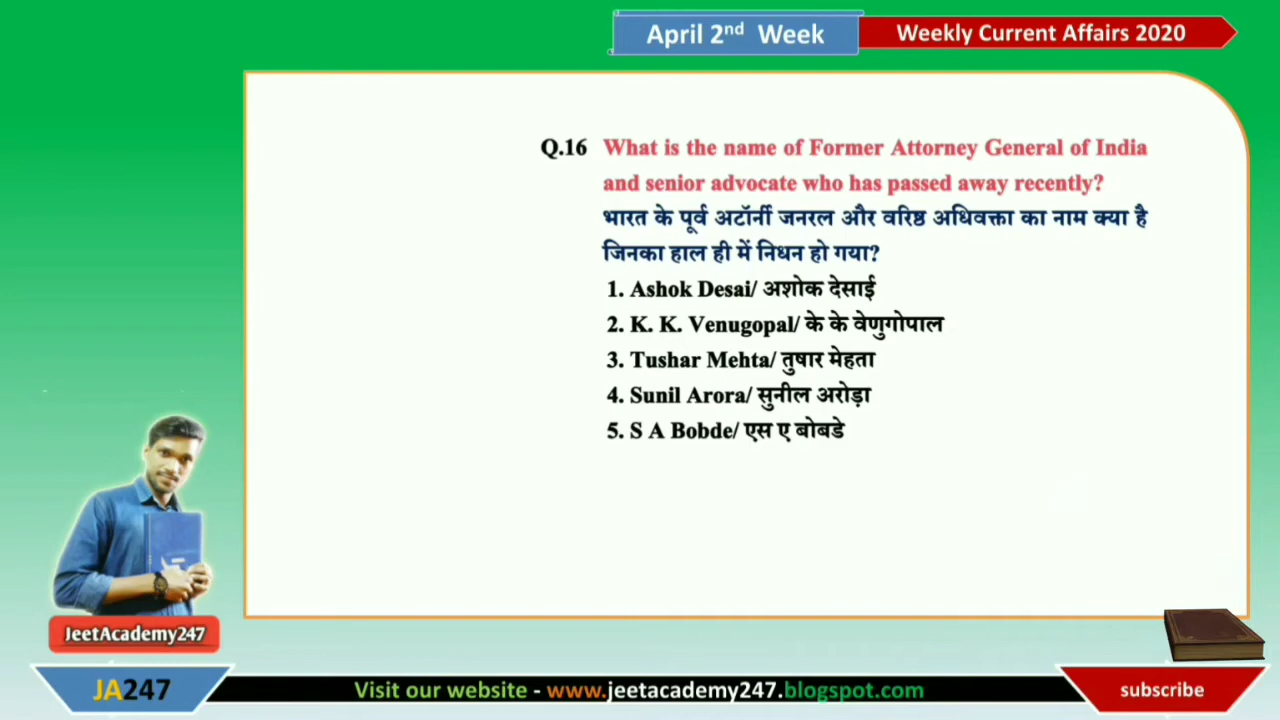 April 2nd Week
Weekly Current Affairs 2020
Q.16 What is the name of Former Attorney General of India
and senior advocate who has passed away recently?
भारत के पूर्व अटॉर्नी जनरल और वरिष्ठ अधिवक्ता का नाम क्या है
जिनका हाल ही में निधन हो गया?
1. Ashok Desai/ अशोक देसाई
2. K. K. Venugopal/ के के वेणुगोपाल
3. Tushar Mehta/ तुषार मेहता
4. Sunil Arora/ सुनील अरोड़ा
5. S A Bobde/ एस ए बोबडे
JeetAcademy247
JA247
Visit our website - www.jeetacademy247.blogspot.com
subscribe